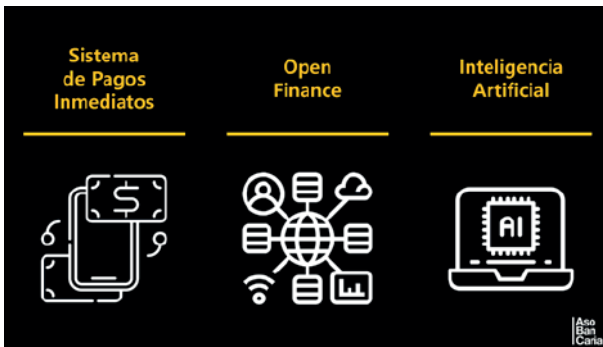 Sistema
de Pagos
Inmediatos
Open
Finance
Inteligencia
Artificial
$
AI
Aso
Ban
Caria